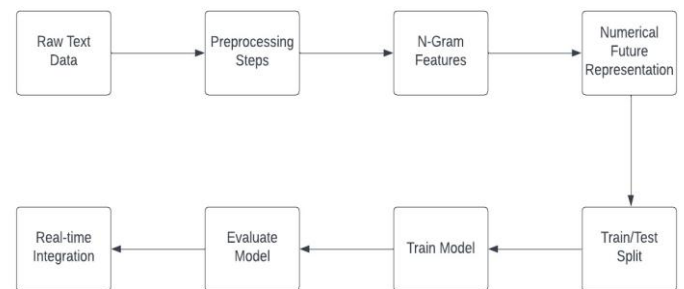 Raw Text
Data
Preprocessing
Steps
N-Gram
Features
Numerical
Future
Representation
Train/Test
Split
Train Model
Evaluate
Model
Real-time
Integration